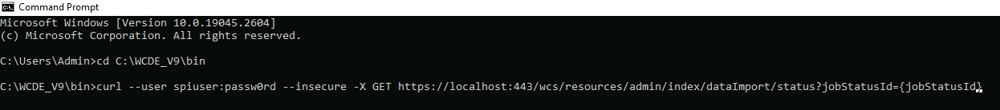 Command Prompt
Microsoft Windows [Version 10.0.19045.2604]
(c) Microsoft Corporation. All rights reserved.
C:\Users\Admin>cd C:\WCDE_V9\bin
C:\WCDE_V9\bin>curl --user spiuser:passw0rd --insecure -X GET https://localhost:443/wcs/resources/admin/index/dataImport/status?jobStatusId={jobStatusId}